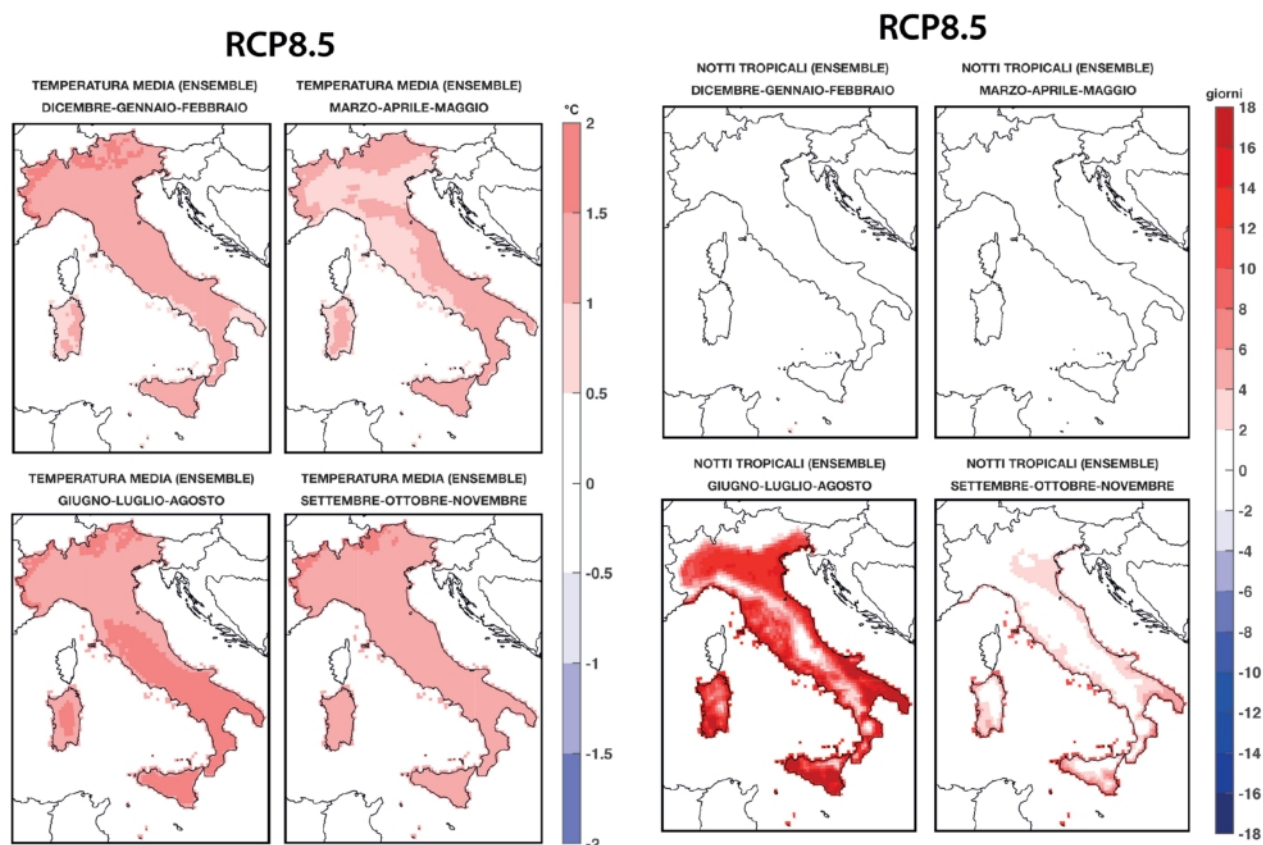 RCP8.5
TEMPERATURA MEDIA (ENSEMBLE)
DICEMBRE-GENNAIO-FEBBRAIO
TEMPERATURA MEDIA (ENSEMBLE)
MARZO-APRILE-MAGGIO
°C
2
1.5
1
0.5
0
-0.5
-1
-1.5
-2
TEMPERATURA MEDIA (ENSEMBLE)
GIUGNO-LUGLIO-AGOSTO
TEMPERATURA MEDIA (ENSEMBLE)
SETTEMBRE-OTTOBRE-NOVEMBRE
RCP8.5
NOTTI TROPICALI (ENSEMBLE)
DICEMBRE-GENNAIO-FEBBRAIO
NOTTI TROPICALI (ENSEMBLE)
MARZO-APRILE-MAGGIO
giorni
18
16
14
12
10
8
6
4
2
0
-2
-4
-6
-8
-10
-12
-14
-16
-18
NOTTI TROPICALI (ENSEMBLE)
GIUGNO-LUGLIO-AGOSTO
NOTTI TROPICALI (ENSEMBLE)
SETTEMBRE-OTTOBRE-NOVEMBRE